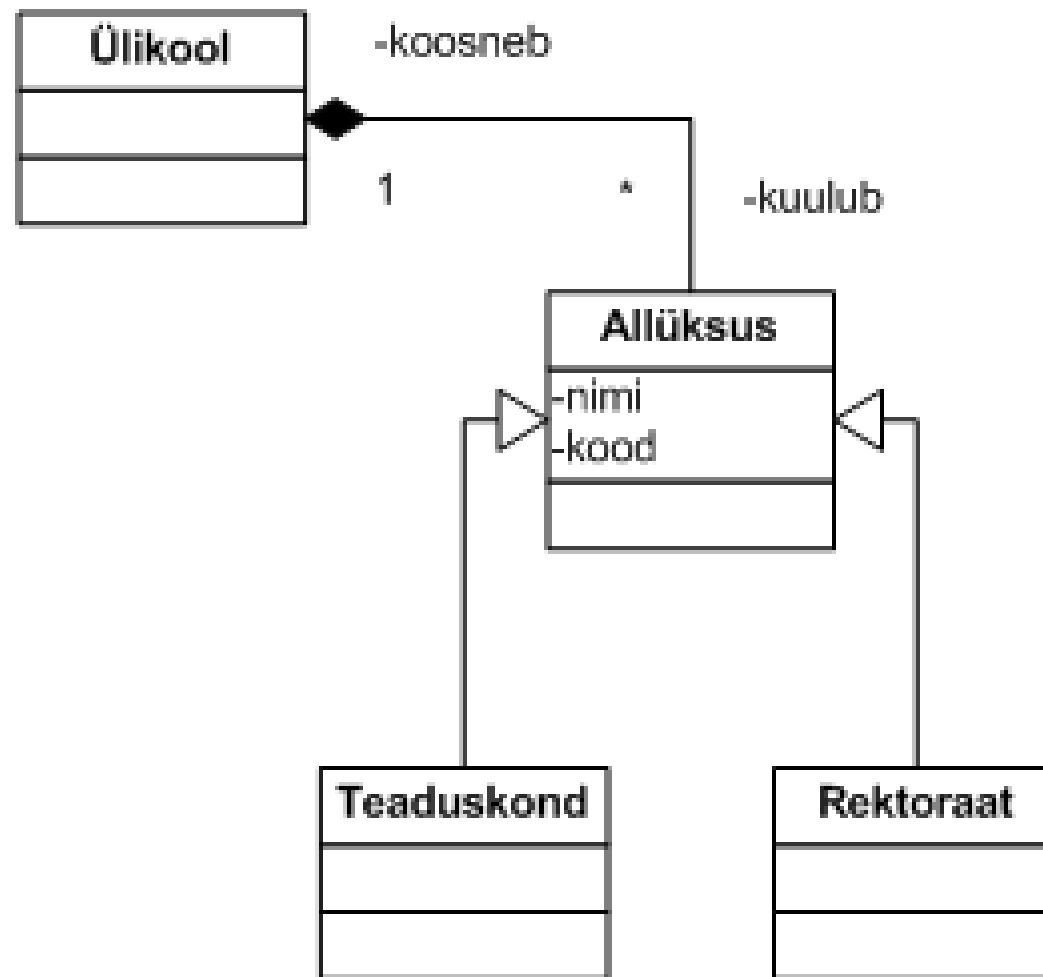 Ülikool
-koosneb
1
*
-kuulub
Allüksus
-nimi
-kood
Teaduskond
Rektoraat